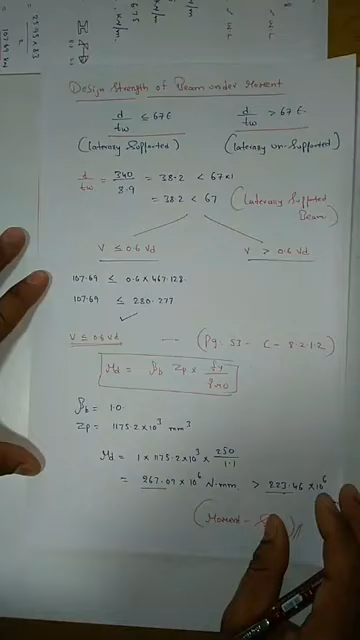 Design Strength of Beam under Moment
d/tw ≤ 67ε d/tw > 67ε
(laterally supported) (laterally un-supported)
d/tw = 340/8.9 = 38.2 < 67×1
= 38.2 < 67 (laterally supported Beam)
V ≤ 0.6 Vd V > 0.6 Vd
107.69 ≤ 0.6 × 467.128
107.69 ≤ 280.277
✓
V ≤ 0.6 Vd --- (Pg. 53 - C - 8.2.1.2)
Md = βb Zp × fy/γm0
βb = 1.0
Zp = 1175.2 × 10³ mm³
Md = 1 × 1175.2 × 10³ × 250/1.1
= 267.09 × 10⁶ N.mm > 223.46 × 10⁶
(Moment -